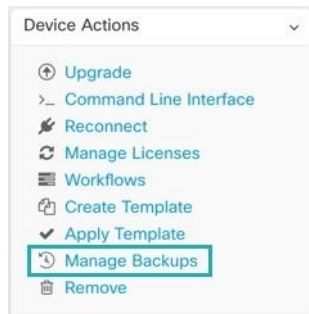 Device Actions
Upgrade
Command Line Interface
Reconnect
Manage Licenses
Workflows
Create Template
Apply Template
Manage Backups
Remove